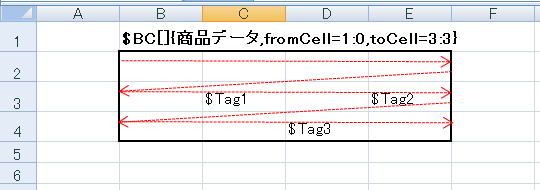 A B C D E F
1 $BC[]{商品データ,fromCell=1:0,toCell=3:3}
2
3 $Tag1 $Tag2
4 $Tag3
5
6